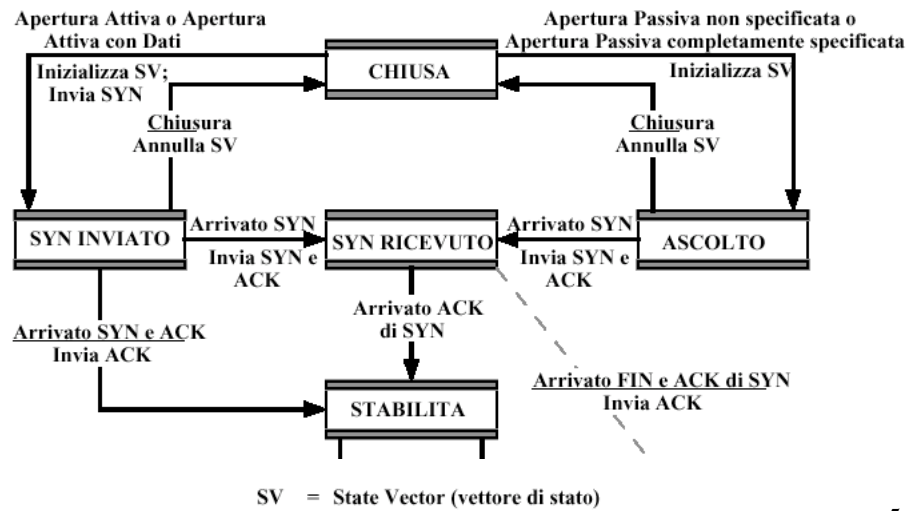 Apertura Attiva o Apertura
Attiva con Dati
Inizializza SV;
Invia SYN
Apertura Passiva non specificata o
Apertura Passiva completamente specificata
Inizializza SV
CHIUSA
Chiusura
Annulla SV
Chiusura
Annulla SV
SYN INVIATO
Arrivato SYN
Invia SYN e
ACK
SYN RICEVUTO
Arrivato SYN
Invia SYN e
ACK
ASCOLTO
Arrivato SYN e ACK
Invia ACK
Arrivato ACK
di SYN
Arrivato FIN e ACK di SYN
Invia ACK
STABILITA
SV = State Vector (vettore di stato)